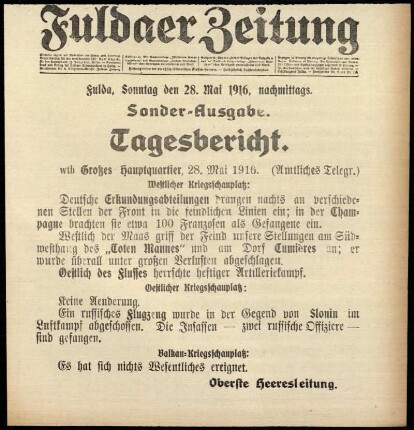 Fuldaer Zeitung
Fulda, Sonntag den 28. Mai 1916, nachmittags.
Sonder-Ausgabe.
Tagesbericht.
wtb Großes Hauptquartier, 28. Mai 1916. (Amtliches Telegr.)
Westlicher Kriegsschauplatz:
Deutsche Erkundungsabteilungen drangen nachts an verschiede-
nen Stellen der Front in die feindlichen Linien ein; in der Cham-
pagne brachten sie etwa 100 Franzosen als Gefangene ein.
Westlich der Maas griff der Feind unsere Stellungen am Süd-
westhang des „Toten Mannes" und am Dorf Cumières an; er
wurde überall unter großen Verlusten abgeschlagen.
Oestlich des Flusses herrschte heftiger Artilleriekampf.
Oestlicher Kriegsschauplatz:
Keine Aenderung.
Ein russisches Flugzeug wurde in der Gegend von Slonin im
Luftkampf abgeschossen. Die Insassen — zwei russische Offiziere —
sind gefangen.
Balkan-Kriegsschauplatz:
Es hat sich nichts Wesentliches ereignet.
Oberste Heeresleitung.